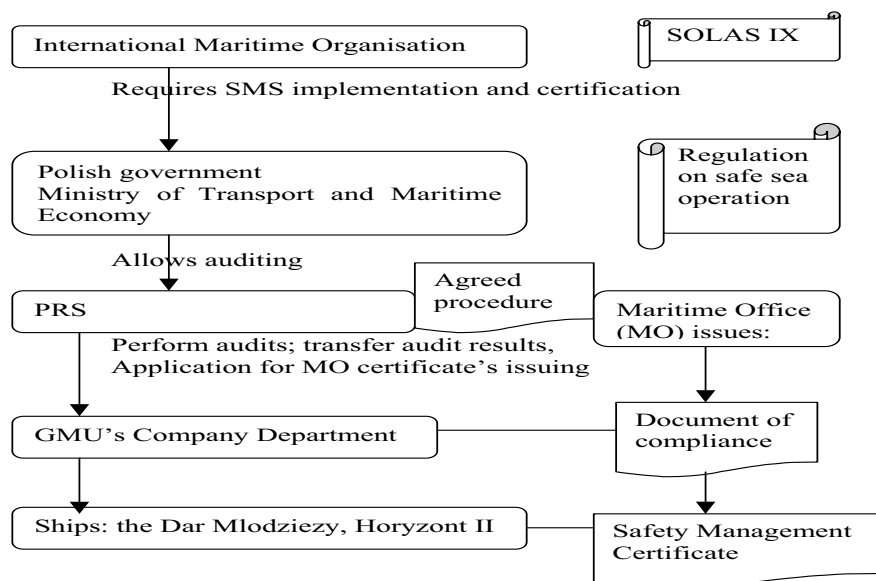 International Maritime Organisation
SOLAS IX
Requires SMS implementation and certification
Polish government
Ministry of Transport and Maritime
Economy
Regulation
on safe sea
operation
Allows auditing
PRS
Agreed
procedure
Maritime Office
(MO) issues:
Perform audits; transfer audit results,
Application for MO certificate’s issuing
GMU’s Company Department
Document of
compliance
Ships: the Dar Mlodziezy, Horyzont II
Safety Management
Certificate